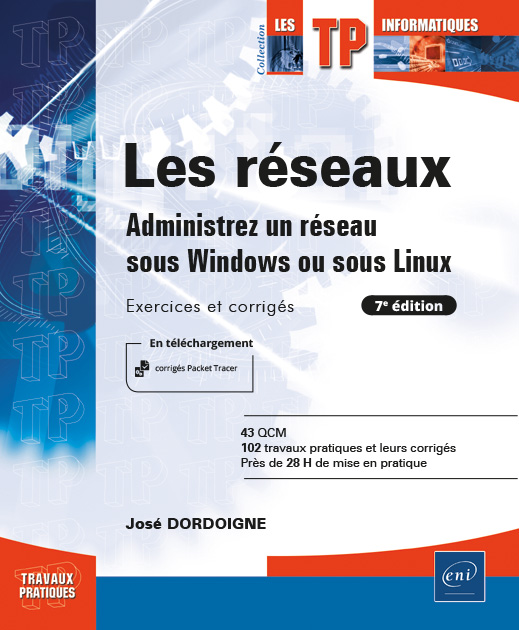 Collection
LES
TP
INFORMATIQUES
Les réseaux
Administrez un réseau
sous Windows ou sous Linux
Exercices et corrigés
7e édition
En téléchargement
corrigés Packet Tracer
43 QCM
102 travaux pratiques et leurs corrigés
Près de 28 H de mise en pratique
José DORDOIGNE
TRAVAUX
PRATIQUES
eni